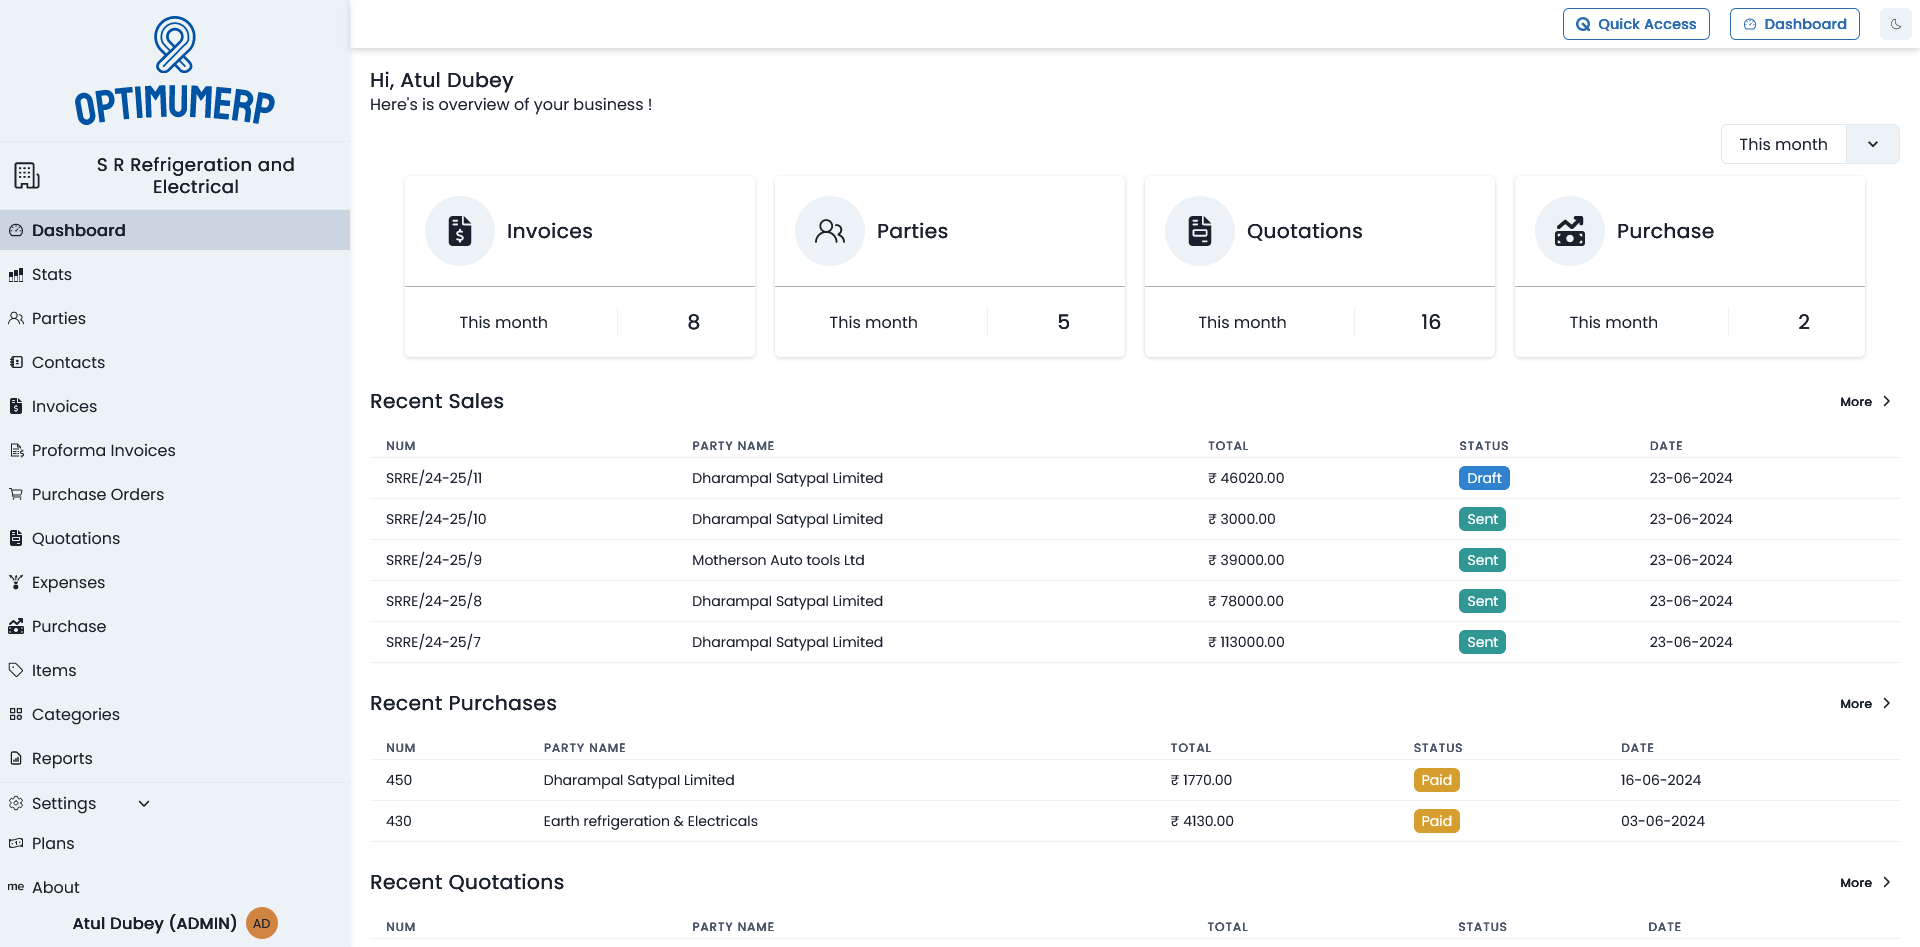 OPTIMUMERP
S R Refrigeration and
Electrical
Dashboard
Stats
Parties
Contacts
Invoices
Proforma Invoices
Purchase Orders
Quotations
Expenses
Purchase
Items
Categories
Reports
Settings
Plans
me About
Atul Dubey (ADMIN) AD
Quick Access Dashboard
Hi, Atul Dubey
Here's is overview of your business !
This month
Invoices
This month 8
Parties
This month 5
Quotations
This month 16
Purchase
This month 2
Recent Sales More
NUM PARTY NAME TOTAL STATUS DATE
SRRE/24-25/11 Dharampal Satypal Limited ₹ 46020.00 Draft 23-06-2024
SRRE/24-25/10 Dharampal Satypal Limited ₹ 3000.00 Sent 23-06-2024
SRRE/24-25/9 Motherson Auto tools Ltd ₹ 39000.00 Sent 23-06-2024
SRRE/24-25/8 Dharampal Satypal Limited ₹ 78000.00 Sent 23-06-2024
SRRE/24-25/7 Dharampal Satypal Limited ₹ 113000.00 Sent 23-06-2024
Recent Purchases More
NUM PARTY NAME TOTAL STATUS DATE
450 Dharampal Satypal Limited ₹ 1770.00 Paid 16-06-2024
430 Earth refrigeration & Electricals ₹ 4130.00 Paid 03-06-2024
Recent Quotations More
NUM PARTY NAME TOTAL STATUS DATE